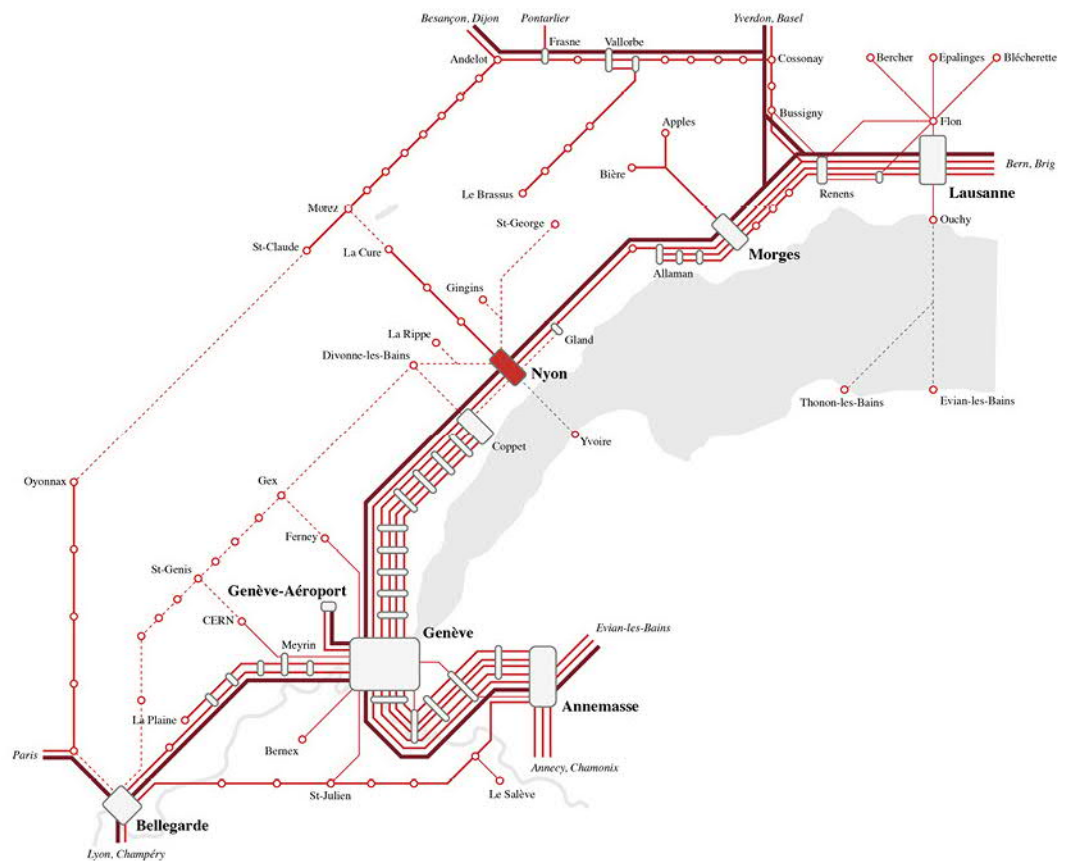 Besançon, Dijon
Pontarlier
Yverdon, Basel
Frasne
Vallorbe
Andelot
Cossonay
Bercher
Epalinges
Blécherette
Bussigny
Flon
Apples
Bière
Bern, Brig
Renens
Lausanne
Le Brassus
Morez
St-George
Ouchy
St-Claude
La Cure
Morges
Allaman
Gingins
La Rippe
Gland
Divonne-les-Bains
Nyon
Thonon-les-Bains
Evian-les-Bains
Coppet
Yvoire
Oyonnax
Gex
Ferney
St-Genis
Genève-Aéroport
CERN
Genève
Evian-les-Bains
Meyrin
La Plaine
Annemasse
Bernex
Paris
Annecy, Chamonix
St-Julien
Le Salève
Bellegarde
Lyon, Champéry